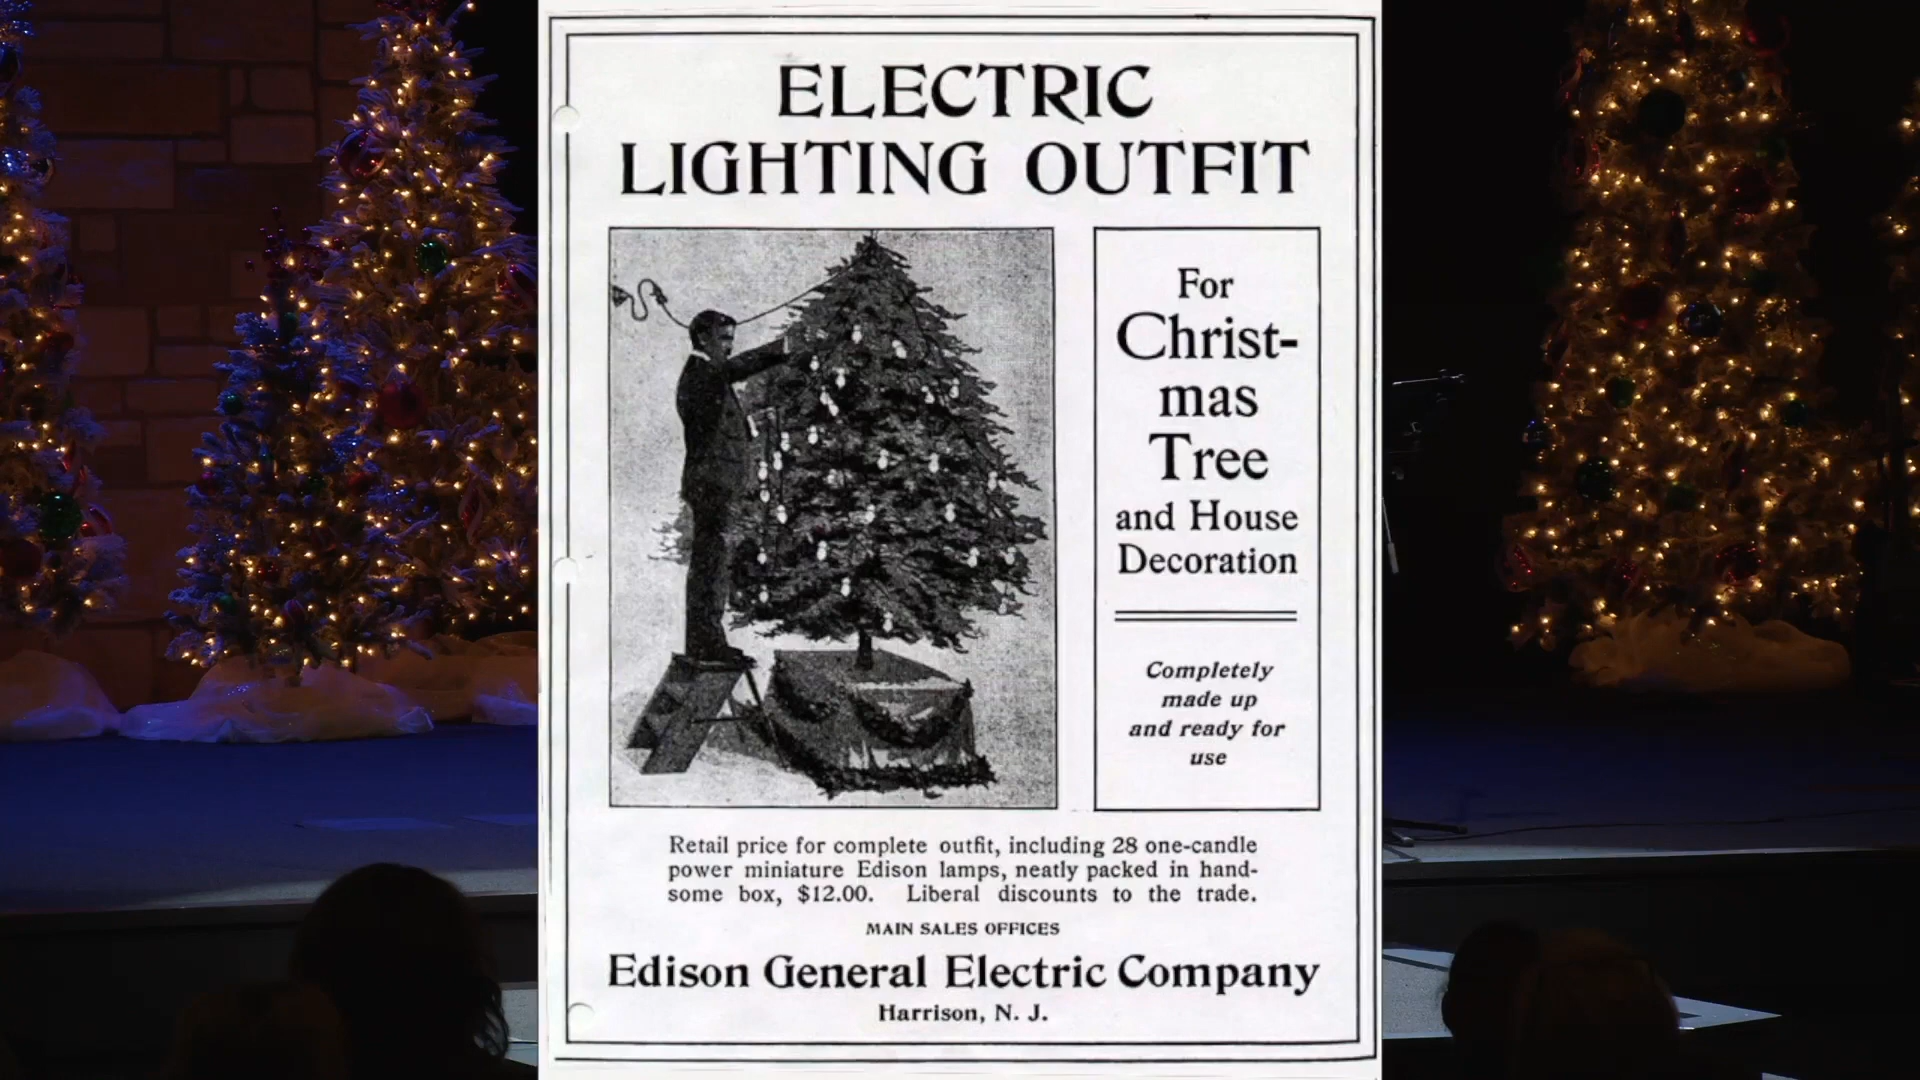 ELECTRIC
LIGHTING OUTFIT
For
Christ-
mas
Tree
and House
Decoration
Completely
made up
and ready for
use
Retail price for complete outfit, including 28 one-candle
power miniature Edison lamps, neatly packed in hand-
some box, $12.00. Liberal discounts to the trade.
MAIN SALES OFFICES
Edison General Electric Company
Harrison, N. J.